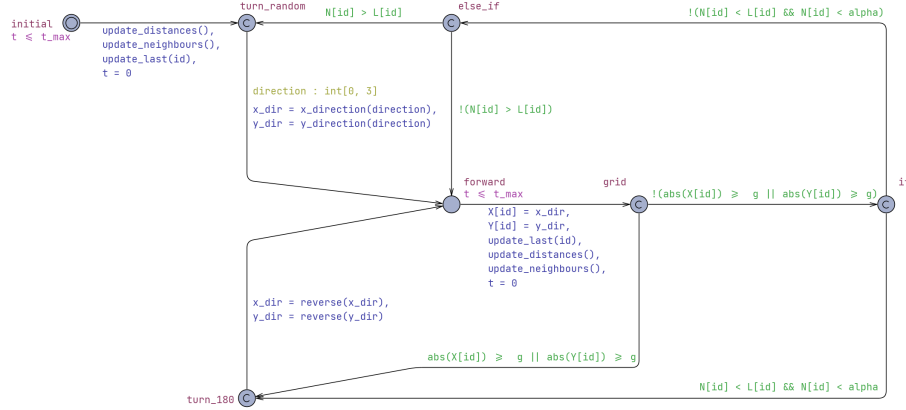 turn_random
else_if
N[id] > L[id]
!(N[id] < L[id] && N[id] < alpha)
initial
t ⩽ t_max
update_distances(),
update_neighbours(),
update_last(id),
t = 0
direction : int[0, 3]
x_dir = x_direction(direction),
y_dir = y_direction(direction)
!(N[id] > L[id])
forward
t ⩽ t_max
grid
!(abs(X[id]) ⩾ g || abs(Y[id]) ⩾ g)
X[id] = x_dir,
Y[id] = y_dir,
update_last(id),
update_distances(),
update_neighbours(),
t = 0
x_dir = reverse(x_dir),
y_dir = reverse(y_dir)
abs(X[id]) ⩾ g || abs(Y[id]) ⩾ g
N[id] < L[id] && N[id] < alpha
turn_180
C
C
C
C
C